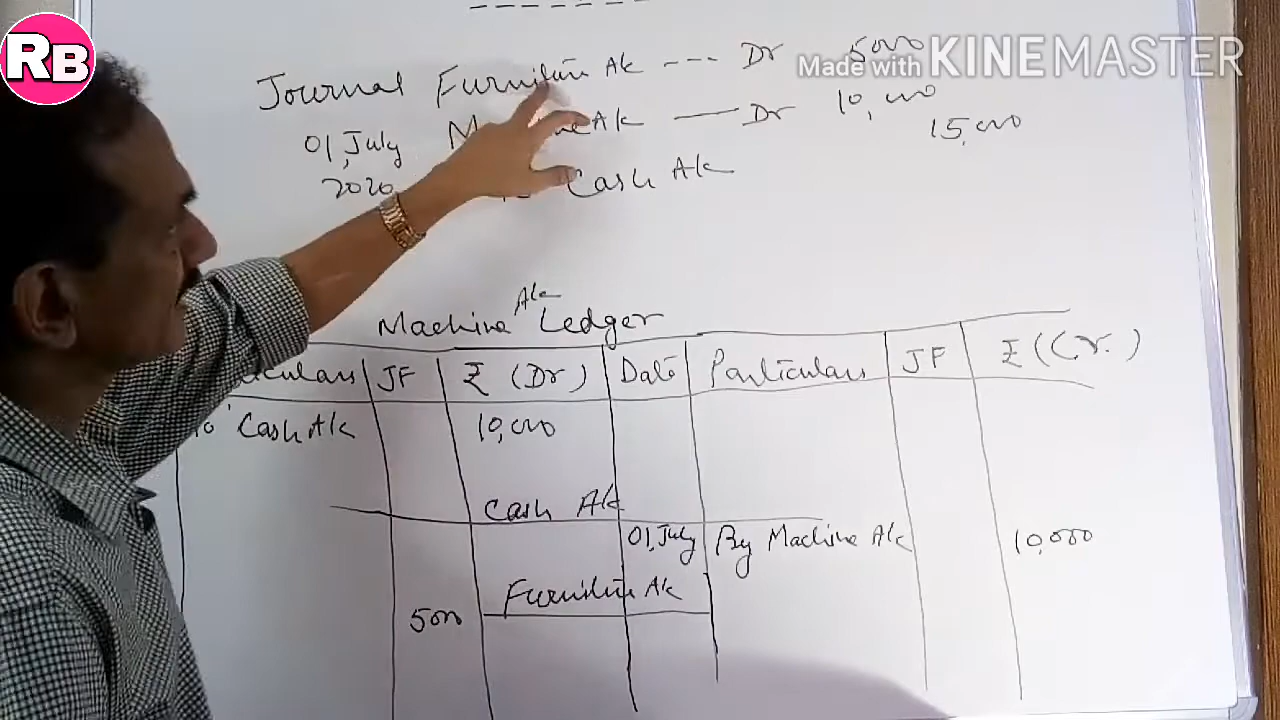 RB
Made with KINEMASTER
Journal Furniture A/c --- Dr 5000
01, July A/c —— Dr 10,000
2020 Cash A/c 15,000
Machine A/c Ledger
JF ₹ (Dr) Date Particulars JF ₹ (Cr.)
Cash A/c 10,000
Cash A/c
01, July By Machine A/c 10,000
Furniture A/c
5000